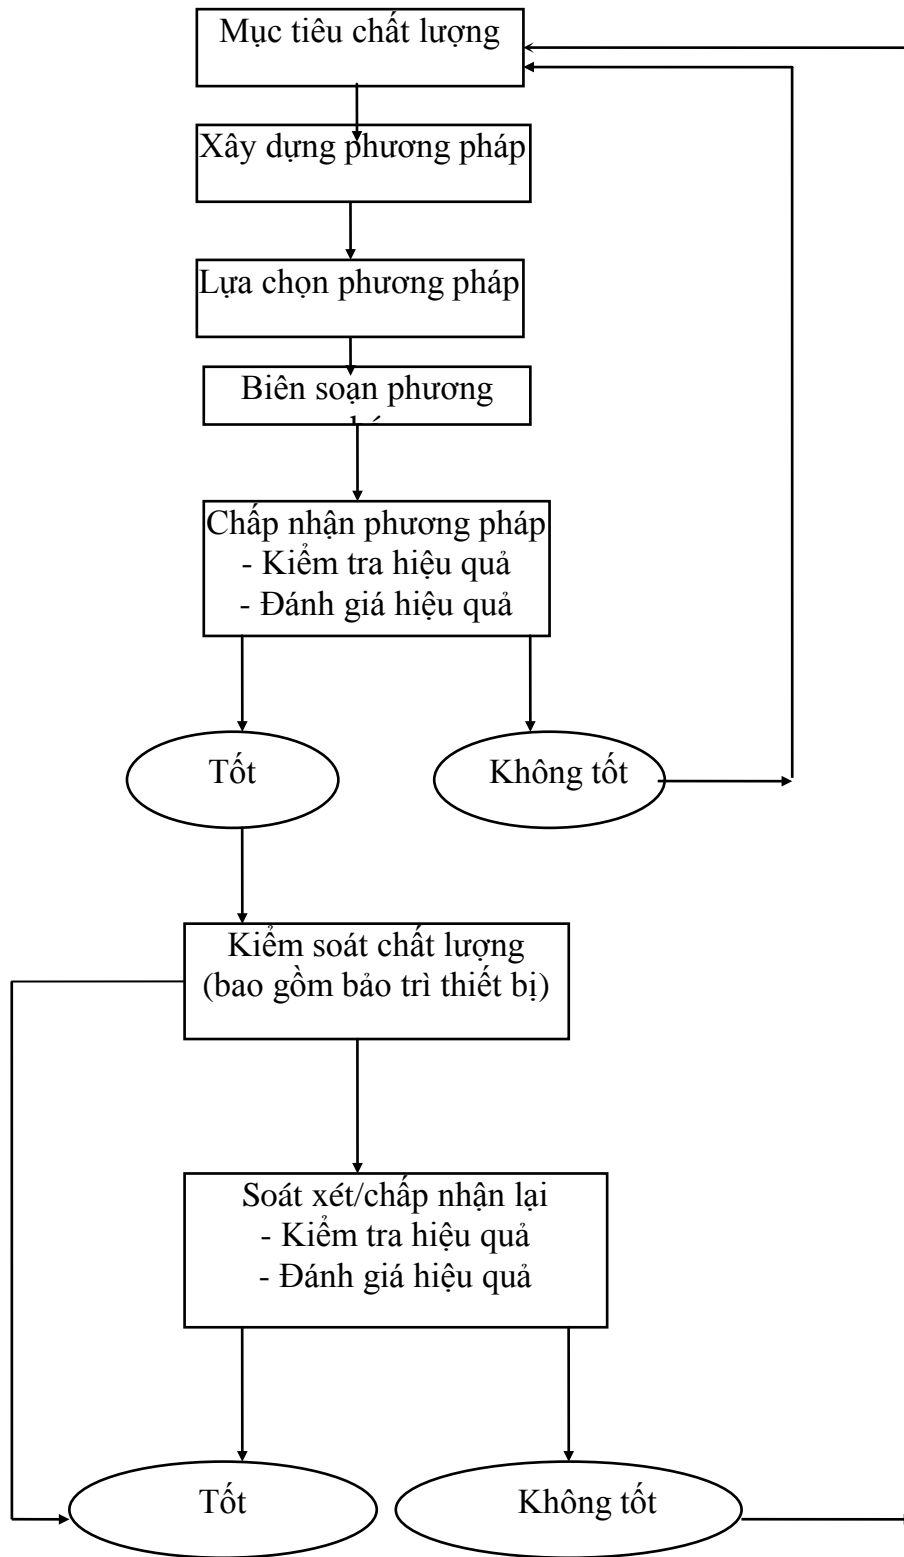 Mục tiêu chất lượng
Xây dựng phương pháp
Lựa chọn phương pháp
Biên soạn phương
Chấp nhận phương pháp
- Kiểm tra hiệu quả
- Đánh giá hiệu quả
Tốt
Không tốt
Kiểm soát chất lượng
(bao gồm bảo trì thiết bị)
Soát xét/chấp nhận lại
- Kiểm tra hiệu quả
- Đánh giá hiệu quả
Tốt
Không tốt